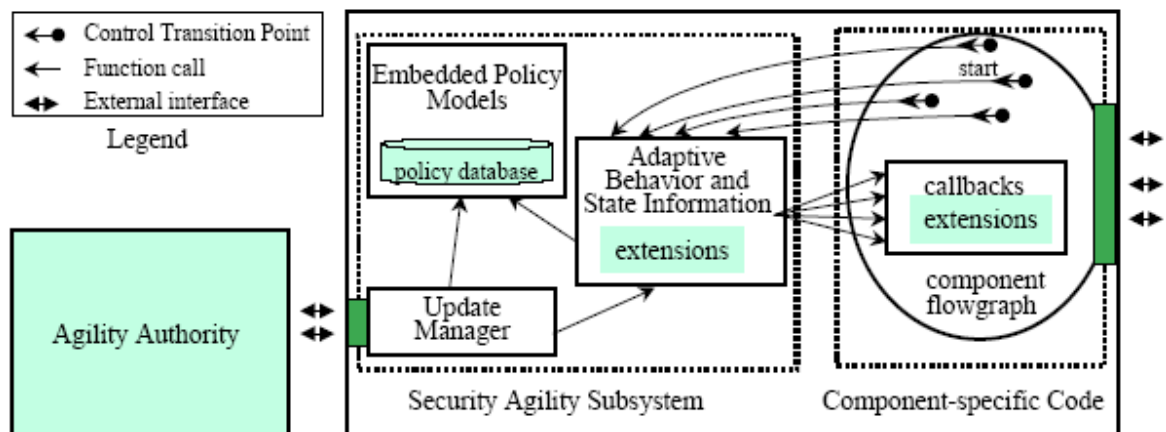 Control Transition Point
Function call
External interface
Legend
Embedded Policy
Models
policy database
Adaptive
Behavior and
State Information
extensions
start
callbacks
extensions
component
flowgraph
Agility Authority
Update
Manager
Security Agility Subsystem
Component-specific Code